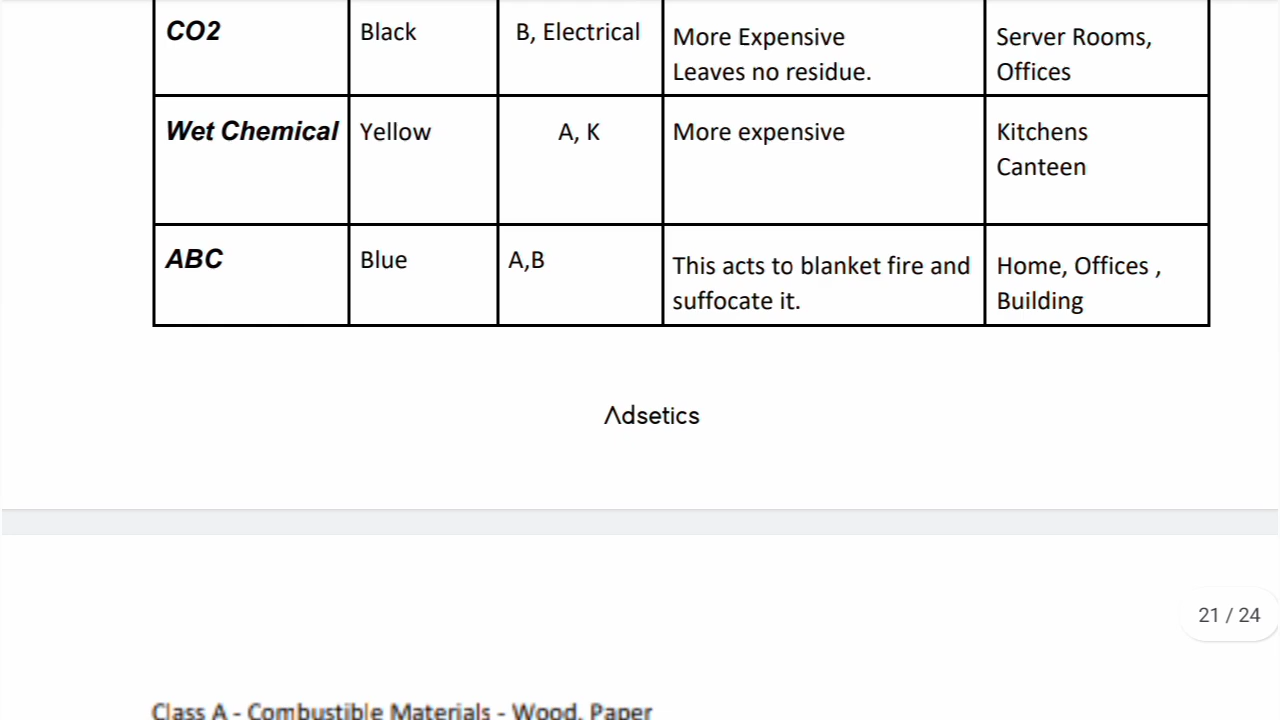 CO2 Black B, Electrical More Expensive Server Rooms,
Leaves no residue. Offices
Wet Chemical Yellow A, K More expensive Kitchens
Canteen
ABC Blue A,B This acts to blanket fire and Home, Offices ,
suffocate it. Building
Λdsetics
21 / 24
Class A - Combustible Materials - Wood, Paper